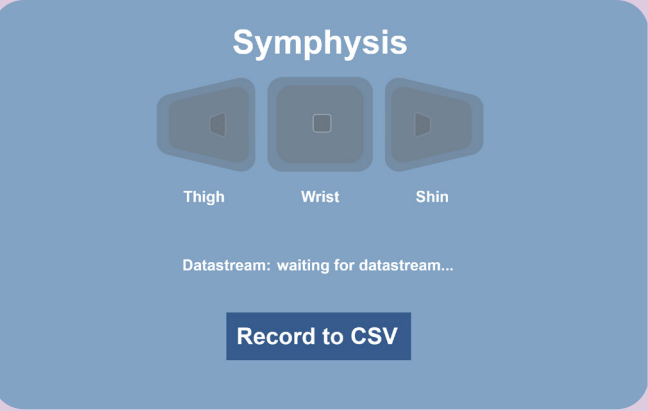 Symphysis
Thigh Wrist Shin
Datastream: waiting for datastream...
Record to CSV